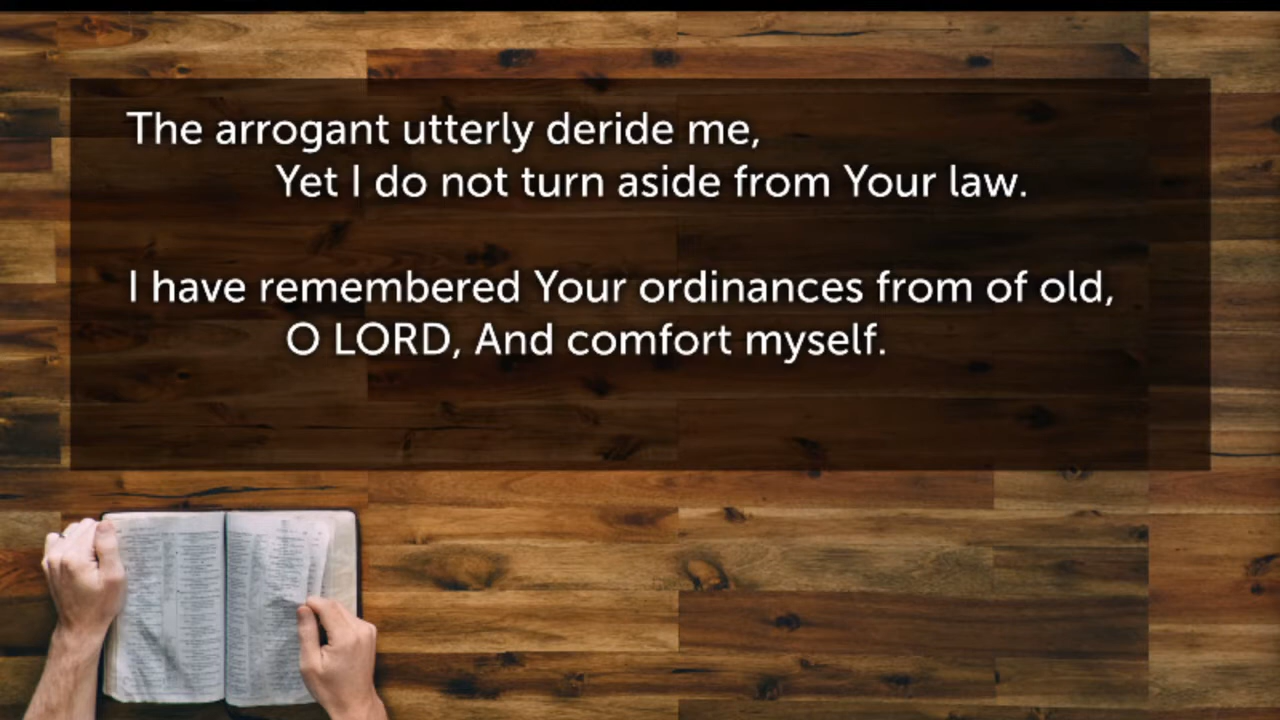 The arrogant utterly deride me,
Yet I do not turn aside from Your law.
I have remembered Your ordinances from of old,
O LORD, And comfort myself.